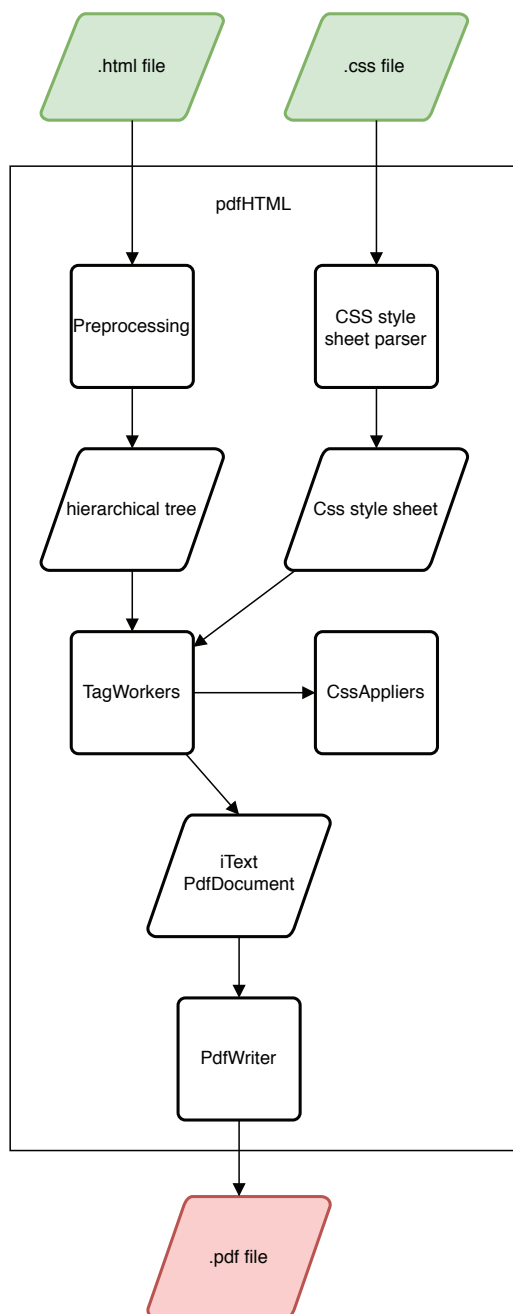 .html file
.css file
pdfHTML
Preprocessing
CSS style
sheet parser
hierarchical tree
Css style sheet
TagWorkers
CssAppliers
iText
PdfDocument
PdfWriter
.pdf file